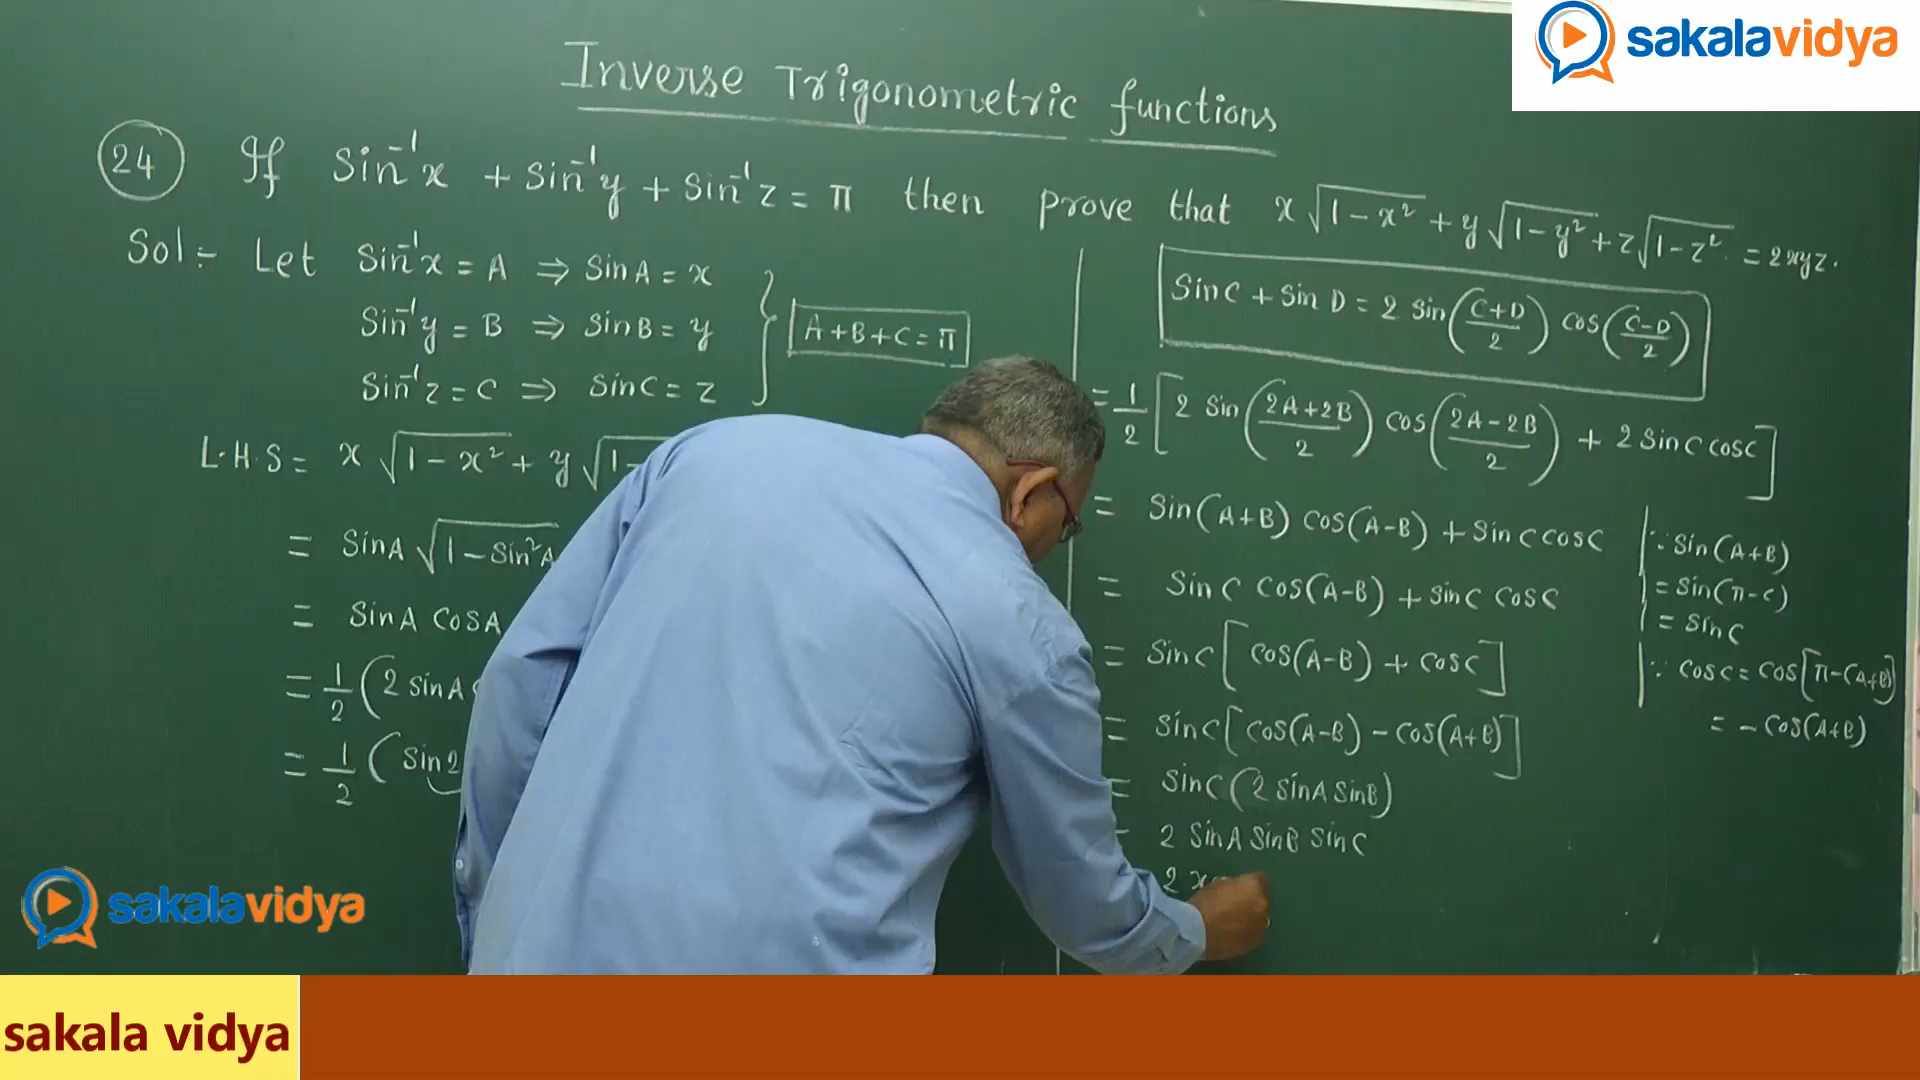 sakalavidya
Inverse Trigonometric functions
24 If Sin⁻¹x + Sin⁻¹y + Sin⁻¹z = π then prove that x√(1-x²) + y√(1-y²) + z√(1-z²) = 2xyz.
Sol:- Let Sin⁻¹x = A ⇒ SinA = x
Sin⁻¹y = B ⇒ SinB = y
Sin⁻¹z = C ⇒ SinC = z
A+B+C = π
L.H.S = x√(1-x²) + y√1-
= SinA√1-Sin²A
= SinA CosA
= 1/2 (2 SinA
= 1/2 (Sin2
SinC + Sin D = 2 Sin((C+D)/2) Cos((C-D)/2)
= 1/2 [2 Sin((2A+2B)/2) Cos((2A-2B)/2) + 2 SinC CosC]
= Sin(A+B) Cos(A-B) + SinC CosC
= SinC Cos(A-B) + SinC CosC
= SinC [Cos(A-B) + CosC]
= SinC [Cos(A-B) - Cos(A+B)]
= SinC (2 SinA SinB)
= 2 SinA SinB SinC
2 x
∵ Sin(A+B)
= Sin(π-C)
= SinC
∵ CosC = Cos[π-(A+B)]
= -Cos(A+B)
sakalavidya
sakala vidya